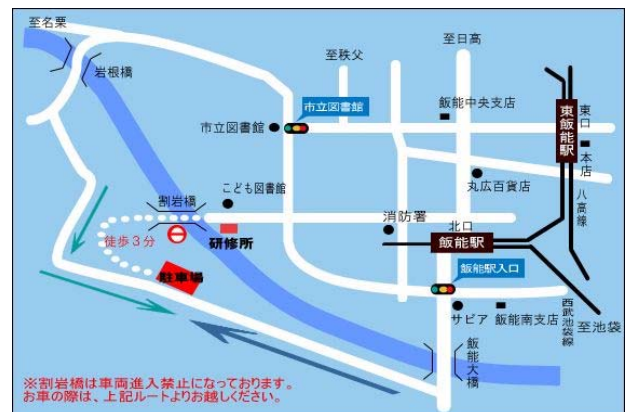 至名栗
岩根橋
至秩父
至日高
市立図書館
市立図書館
飯能中央支店
東飯能駅
東口
本店
八高線
丸広百貨店
こども図書館
割岩橋
研修所
消防署
北口
飯能駅
徒歩3分
駐車場
飯能駅入口
サビア
飯能南支店
西武池袋線
至池袋
飯能大橋
※割岩橋は車両進入禁止になっております。
お車の際は、上記ルートよりお越しください。